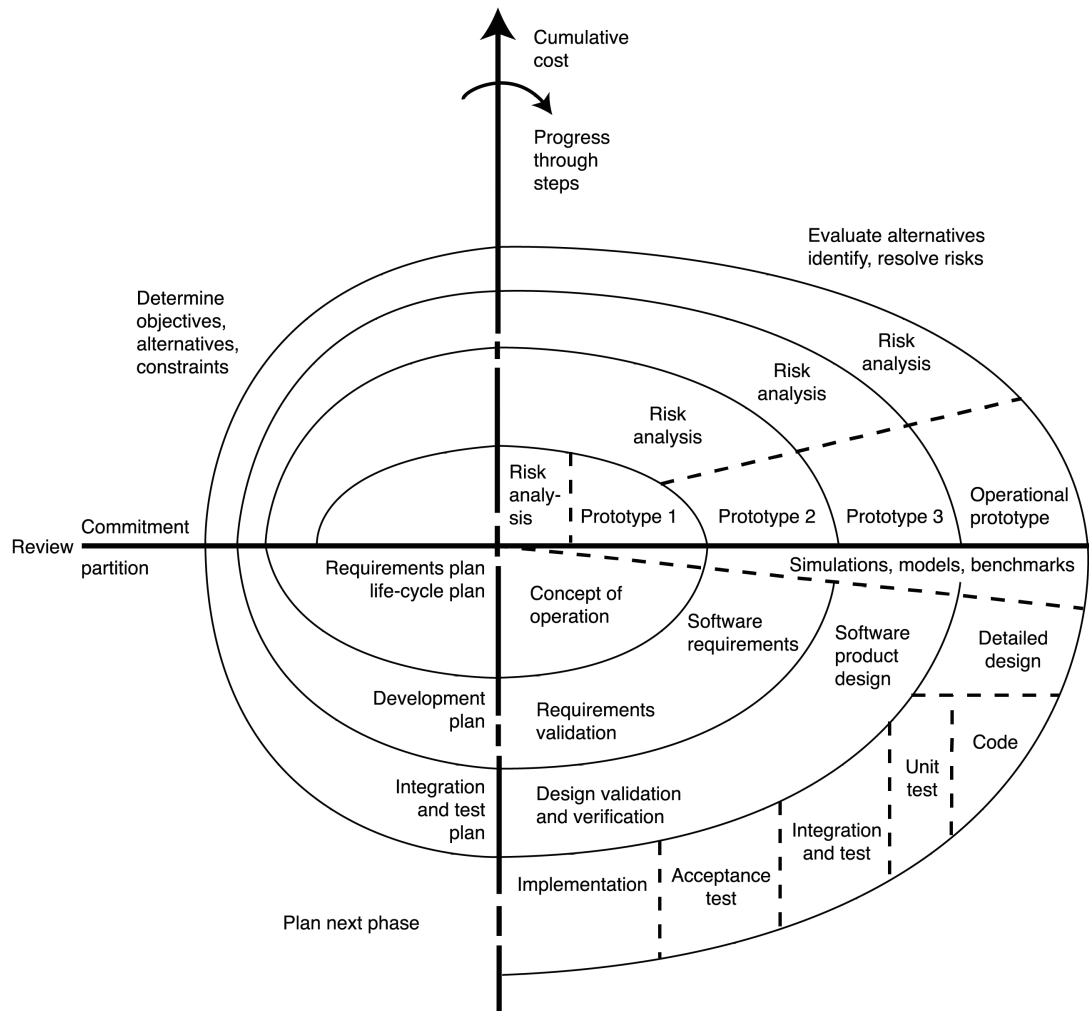 Cumulative
cost
Progress
through
steps
Evaluate alternatives
identify, resolve risks
Determine
objectives,
alternatives,
constraints
Risk
analysis
Risk
analysis
Risk
analysis
Risk
analy-
sis
Prototype 1
Prototype 2
Prototype 3
Operational
prototype
Commitment
Review
partition
Simulations, models, benchmarks
Requirements plan
life-cycle plan
Concept of
operation
Software
requirements
Software
product
design
Detailed
design
Development
plan
Requirements
validation
Code
Unit
test
Integration
and test
plan
Design validation
and verification
Integration
and test
Acceptance
test
Implementation
Plan next phase